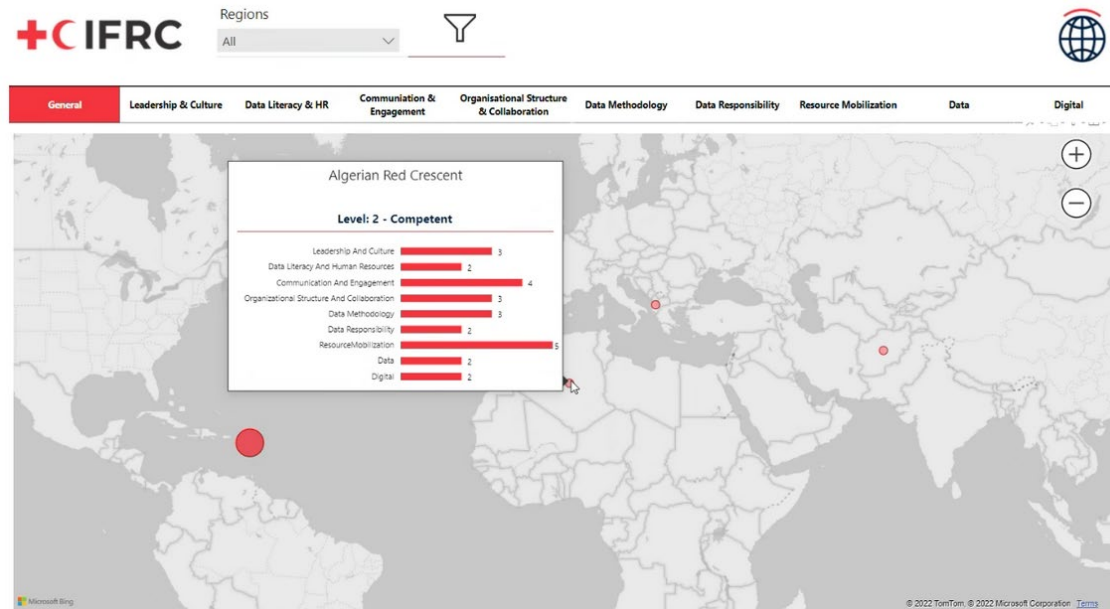 IFRC
Regions
All
General
Leadership & Culture
Data Literacy & HR
Communiation &
Engagement
Organisational Structure
& Collaboration
Data Methodology
Data Responsibility
Resource Mobilization
Data
Digital
Algerian Red Crescent
Level: 2 - Competent
Leadership And Culture 3
Data Literacy And Human Resources 2
Communication And Engagement 4
Organizational Structure And Collaboration 3
Data Methodology 3
Data Responsibility 2
ResourceMobilization 5
Data 2
Digital 2
Microsoft Bing
© 2022 TomTom, © 2022 Microsoft Corporation Terms